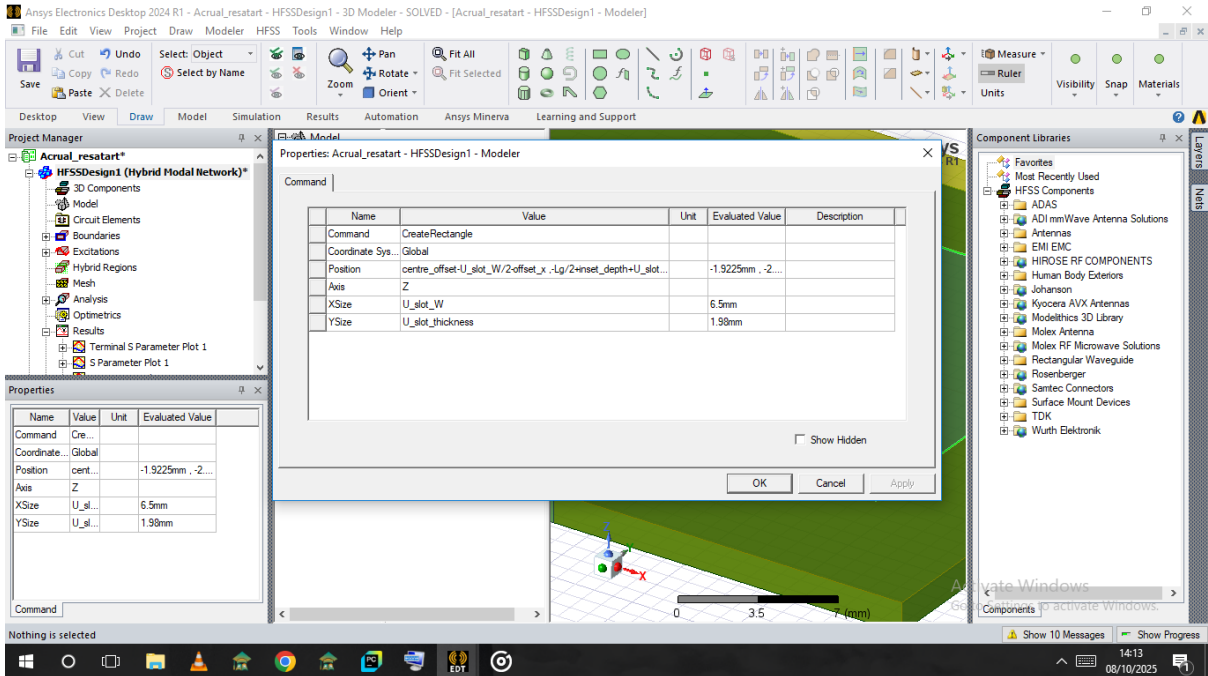 Ansys Electronics Desktop 2024 R1 - Acrual_resatart - HFSSDesign1 - 3D Modeler - SOLVED - [Acrual_resatart - HFSSDesign1 - Modeler]
File Edit View Project Draw Modeler HFSS Tools Window Help
Save
Cut Undo Select: Object
Copy Redo Select by Name
Paste Delete
Zoom
Pan
Rotate
Orient
Fit All
Fit Selected
Measure
Ruler
Units
Visibility Snap Materials
Desktop View Draw Model Simulation Results Automation Ansys Minerva Learning and Support
Project Manager
Acrual_resatart*
HFSSDesign1 (Hybrid Modal Network)*
3D Components
Model
Circuit Elements
Boundaries
Excitations
Hybrid Regions
Mesh
Analysis
Optimetrics
Results
Terminal S Parameter Plot 1
S Parameter Plot 1
Properties
Name Value Unit Evaluated Value
Command Cre...
Coordinate... Global
Position cent... -1.9225mm , -2....
Axis Z
XSize U_sl... 6.5mm
YSize U_sl... 1.98mm
Command
Nothing is selected
Model
Properties: Acrual_resatart - HFSSDesign1 - Modeler
Command
Name Value Unit Evaluated Value Description
Command CreateRectangle
Coordinate Sys... Global
Position centre_offset-U_slot_W/2-offset_x ,-Lg/2+inset_depth+U_slot... -1.9225mm , -2....
Axis Z
XSize U_slot_W 6.5mm
YSize U_slot_thickness 1.98mm
Show Hidden
OK Cancel Apply
ys
R1
Z
Y
X
0 3.5 7 (mm)
Component Libraries
Favorites
Most Recently Used
HFSS Components
ADAS
ADI mmWave Antenna Solutions
Antennas
EMI EMC
HIROSE RF COMPONENTS
Human Body Exteriors
Johanson
Kyocera AVX Antennas
Modelithics 3D Library
Molex Antenna
Molex RF Microwave Solutions
Rectangular Waveguide
Rosenberger
Samtec Connectors
Surface Mount Devices
TDK
Wurth Elektronik
Layers
Nets
Activate Windows
Go to Settings to activate Windows.
Components
Show 10 Messages Show Progress
PC
EDT
14:13
08/10/2025
1